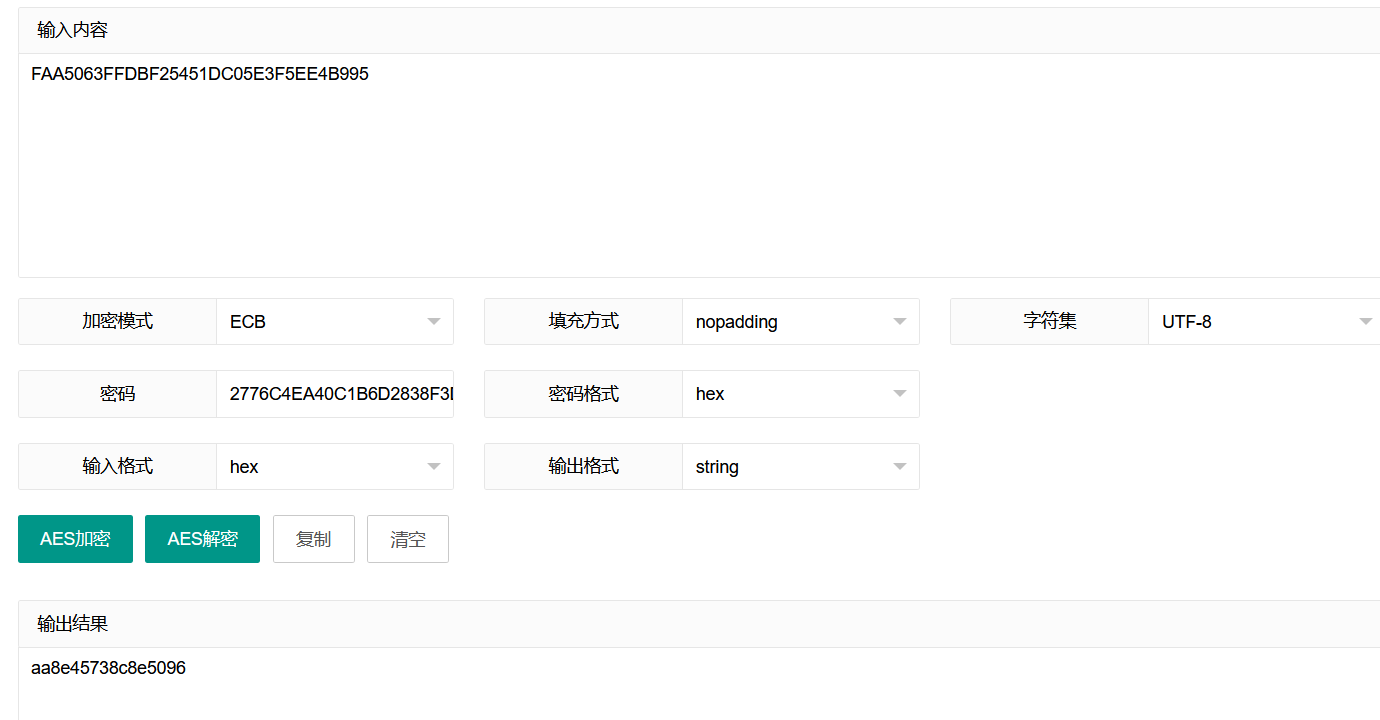 输入内容
FAA5063FFDBF25451DC05E3F5EE4B995
加密模式 ECB 填充方式 nopadding 字符集 UTF-8
密码 2776C4EA40C1B6D2838F3 密码格式 hex
输入格式 hex 输出格式 string
AES加密 AES解密 复制 清空
输出结果
aa8e45738c8e5096